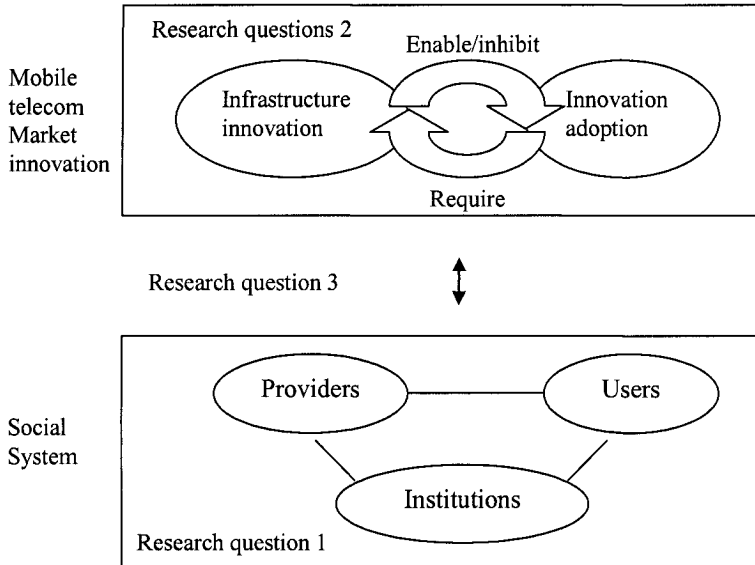 Research questions 2
Enable/inhibit
Mobile
telecom
Market
innovation
Infrastructure
innovation
Innovation
adoption
Require
Research question 3
Social
System
Providers
Users
Institutions
Research question 1